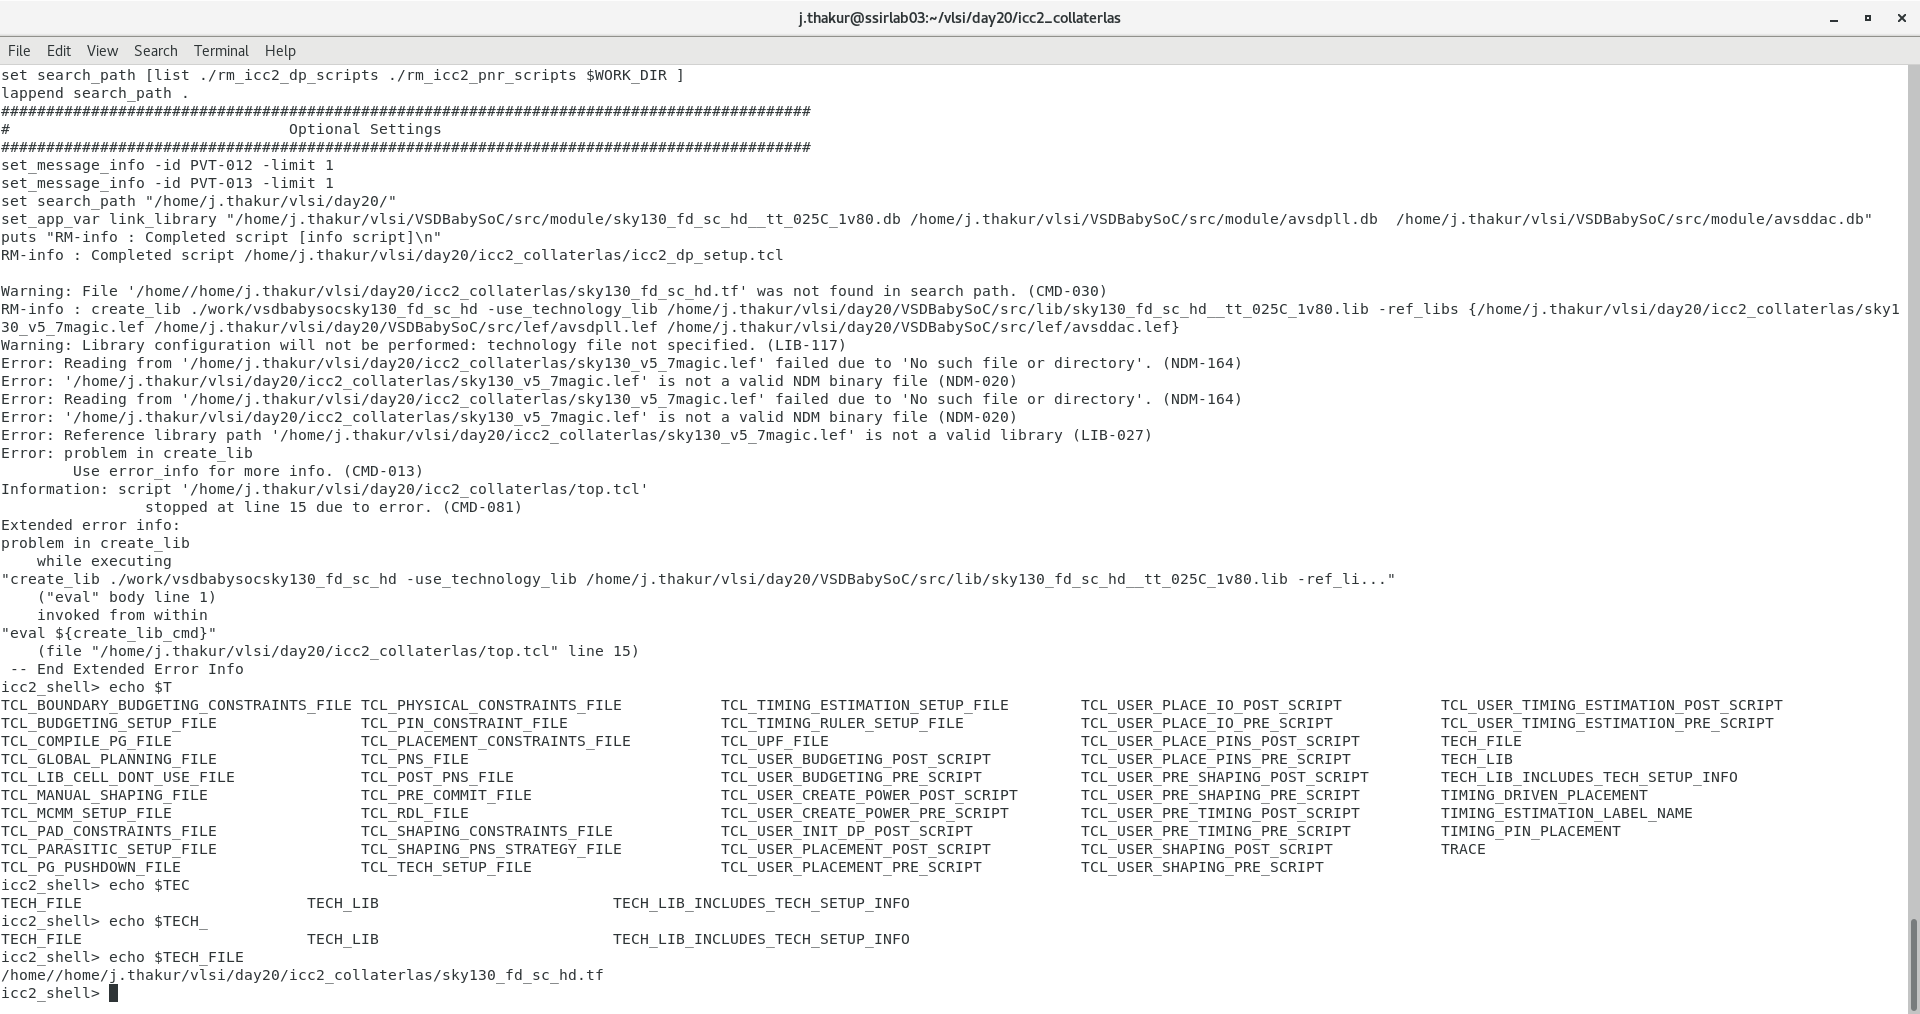 j.thakur@ssirlab03:~/vlsi/day20/icc2_collaterlas
File Edit View Search Terminal Help
set search_path [list ./rm_icc2_dp_scripts ./rm_icc2_pnr_scripts $WORK_DIR ]
lappend search_path .
##########################################################################################
#                               Optional Settings
##########################################################################################
set_message_info -id PVT-012 -limit 1
set_message_info -id PVT-013 -limit 1
set search_path "/home/j.thakur/vlsi/day20/"
set_app_var link_library "/home/j.thakur/vlsi/VSDBabySoC/src/module/sky130_fd_sc_hd__tt_025C_1v80.db /home/j.thakur/vlsi/VSDBabySoC/src/module/avsdpll.db  /home/j.thakur/vlsi/VSDBabySoC/src/module/avsddac.db"
puts "RM-info : Completed script [info script]\n"
RM-info : Completed script /home/j.thakur/vlsi/day20/icc2_collaterlas/icc2_dp_setup.tcl
Warning: File '/home//home/j.thakur/vlsi/day20/icc2_collaterlas/sky130_fd_sc_hd.tf' was not found in search path. (CMD-030)
RM-info : create_lib ./work/vsdbabysocsky130_fd_sc_hd -use_technology_lib /home/j.thakur/vlsi/day20/VSDBabySoC/src/lib/sky130_fd_sc_hd__tt_025C_1v80.lib -ref_libs {/home/j.thakur/vlsi/day20/icc2_collaterlas/sky1
30_v5_7magic.lef /home/j.thakur/vlsi/day20/VSDBabySoC/src/lef/avsdpll.lef /home/j.thakur/vlsi/day20/VSDBabySoC/src/lef/avsddac.lef}
Warning: Library configuration will not be performed: technology file not specified. (LIB-117)
Error: Reading from '/home/j.thakur/vlsi/day20/icc2_collaterlas/sky130_v5_7magic.lef' failed due to 'No such file or directory'. (NDM-164)
Error: '/home/j.thakur/vlsi/day20/icc2_collaterlas/sky130_v5_7magic.lef' is not a valid NDM binary file (NDM-020)
Error: Reading from '/home/j.thakur/vlsi/day20/icc2_collaterlas/sky130_v5_7magic.lef' failed due to 'No such file or directory'. (NDM-164)
Error: '/home/j.thakur/vlsi/day20/icc2_collaterlas/sky130_v5_7magic.lef' is not a valid NDM binary file (NDM-020)
Error: Reference library path '/home/j.thakur/vlsi/day20/icc2_collaterlas/sky130_v5_7magic.lef' is not a valid library (LIB-027)
Error: problem in create_lib
        Use error_info for more info. (CMD-013)
Information: script '/home/j.thakur/vlsi/day20/icc2_collaterlas/top.tcl'
                stopped at line 15 due to error. (CMD-081)
Extended error info:
problem in create_lib
    while executing
"create_lib ./work/vsdbabysocsky130_fd_sc_hd -use_technology_lib /home/j.thakur/vlsi/day20/VSDBabySoC/src/lib/sky130_fd_sc_hd__tt_025C_1v80.lib -ref_li..."
    ("eval" body line 1)
    invoked from within
"eval ${create_lib_cmd}"
    (file "/home/j.thakur/vlsi/day20/icc2_collaterlas/top.tcl" line 15)
 -- End Extended Error Info
icc2_shell> echo $T
TCL_BOUNDARY_BUDGETING_CONSTRAINTS_FILE TCL_PHYSICAL_CONSTRAINTS_FILE TCL_TIMING_ESTIMATION_SETUP_FILE TCL_USER_PLACE_IO_POST_SCRIPT TCL_USER_TIMING_ESTIMATION_POST_SCRIPT
TCL_BUDGETING_SETUP_FILE TCL_PIN_CONSTRAINT_FILE TCL_TIMING_RULER_SETUP_FILE TCL_USER_PLACE_IO_PRE_SCRIPT TCL_USER_TIMING_ESTIMATION_PRE_SCRIPT
TCL_COMPILE_PG_FILE TCL_PLACEMENT_CONSTRAINTS_FILE TCL_UPF_FILE TCL_USER_PLACE_PINS_POST_SCRIPT TECH_FILE
TCL_GLOBAL_PLANNING_FILE TCL_PNS_FILE TCL_USER_BUDGETING_POST_SCRIPT TCL_USER_PLACE_PINS_PRE_SCRIPT TECH_LIB
TCL_LIB_CELL_DONT_USE_FILE TCL_POST_PNS_FILE TCL_USER_BUDGETING_PRE_SCRIPT TCL_USER_PRE_SHAPING_POST_SCRIPT TECH_LIB_INCLUDES_TECH_SETUP_INFO
TCL_MANUAL_SHAPING_FILE TCL_PRE_COMMIT_FILE TCL_USER_CREATE_POWER_POST_SCRIPT TCL_USER_PRE_SHAPING_PRE_SCRIPT TIMING_DRIVEN_PLACEMENT
TCL_MCMM_SETUP_FILE TCL_RDL_FILE TCL_USER_CREATE_POWER_PRE_SCRIPT TCL_USER_PRE_TIMING_POST_SCRIPT TIMING_ESTIMATION_LABEL_NAME
TCL_PAD_CONSTRAINTS_FILE TCL_SHAPING_CONSTRAINTS_FILE TCL_USER_INIT_DP_POST_SCRIPT TCL_USER_PRE_TIMING_PRE_SCRIPT TIMING_PIN_PLACEMENT
TCL_PARASITIC_SETUP_FILE TCL_SHAPING_PNS_STRATEGY_FILE TCL_USER_PLACEMENT_POST_SCRIPT TCL_USER_SHAPING_POST_SCRIPT TRACE
TCL_PG_PUSHDOWN_FILE TCL_TECH_SETUP_FILE TCL_USER_PLACEMENT_PRE_SCRIPT TCL_USER_SHAPING_PRE_SCRIPT
icc2_shell> echo $TEC
TECH_FILE TECH_LIB TECH_LIB_INCLUDES_TECH_SETUP_INFO
icc2_shell> echo $TECH_
TECH_FILE TECH_LIB TECH_LIB_INCLUDES_TECH_SETUP_INFO
icc2_shell> echo $TECH_FILE
/home//home/j.thakur/vlsi/day20/icc2_collaterlas/sky130_fd_sc_hd.tf
icc2_shell>